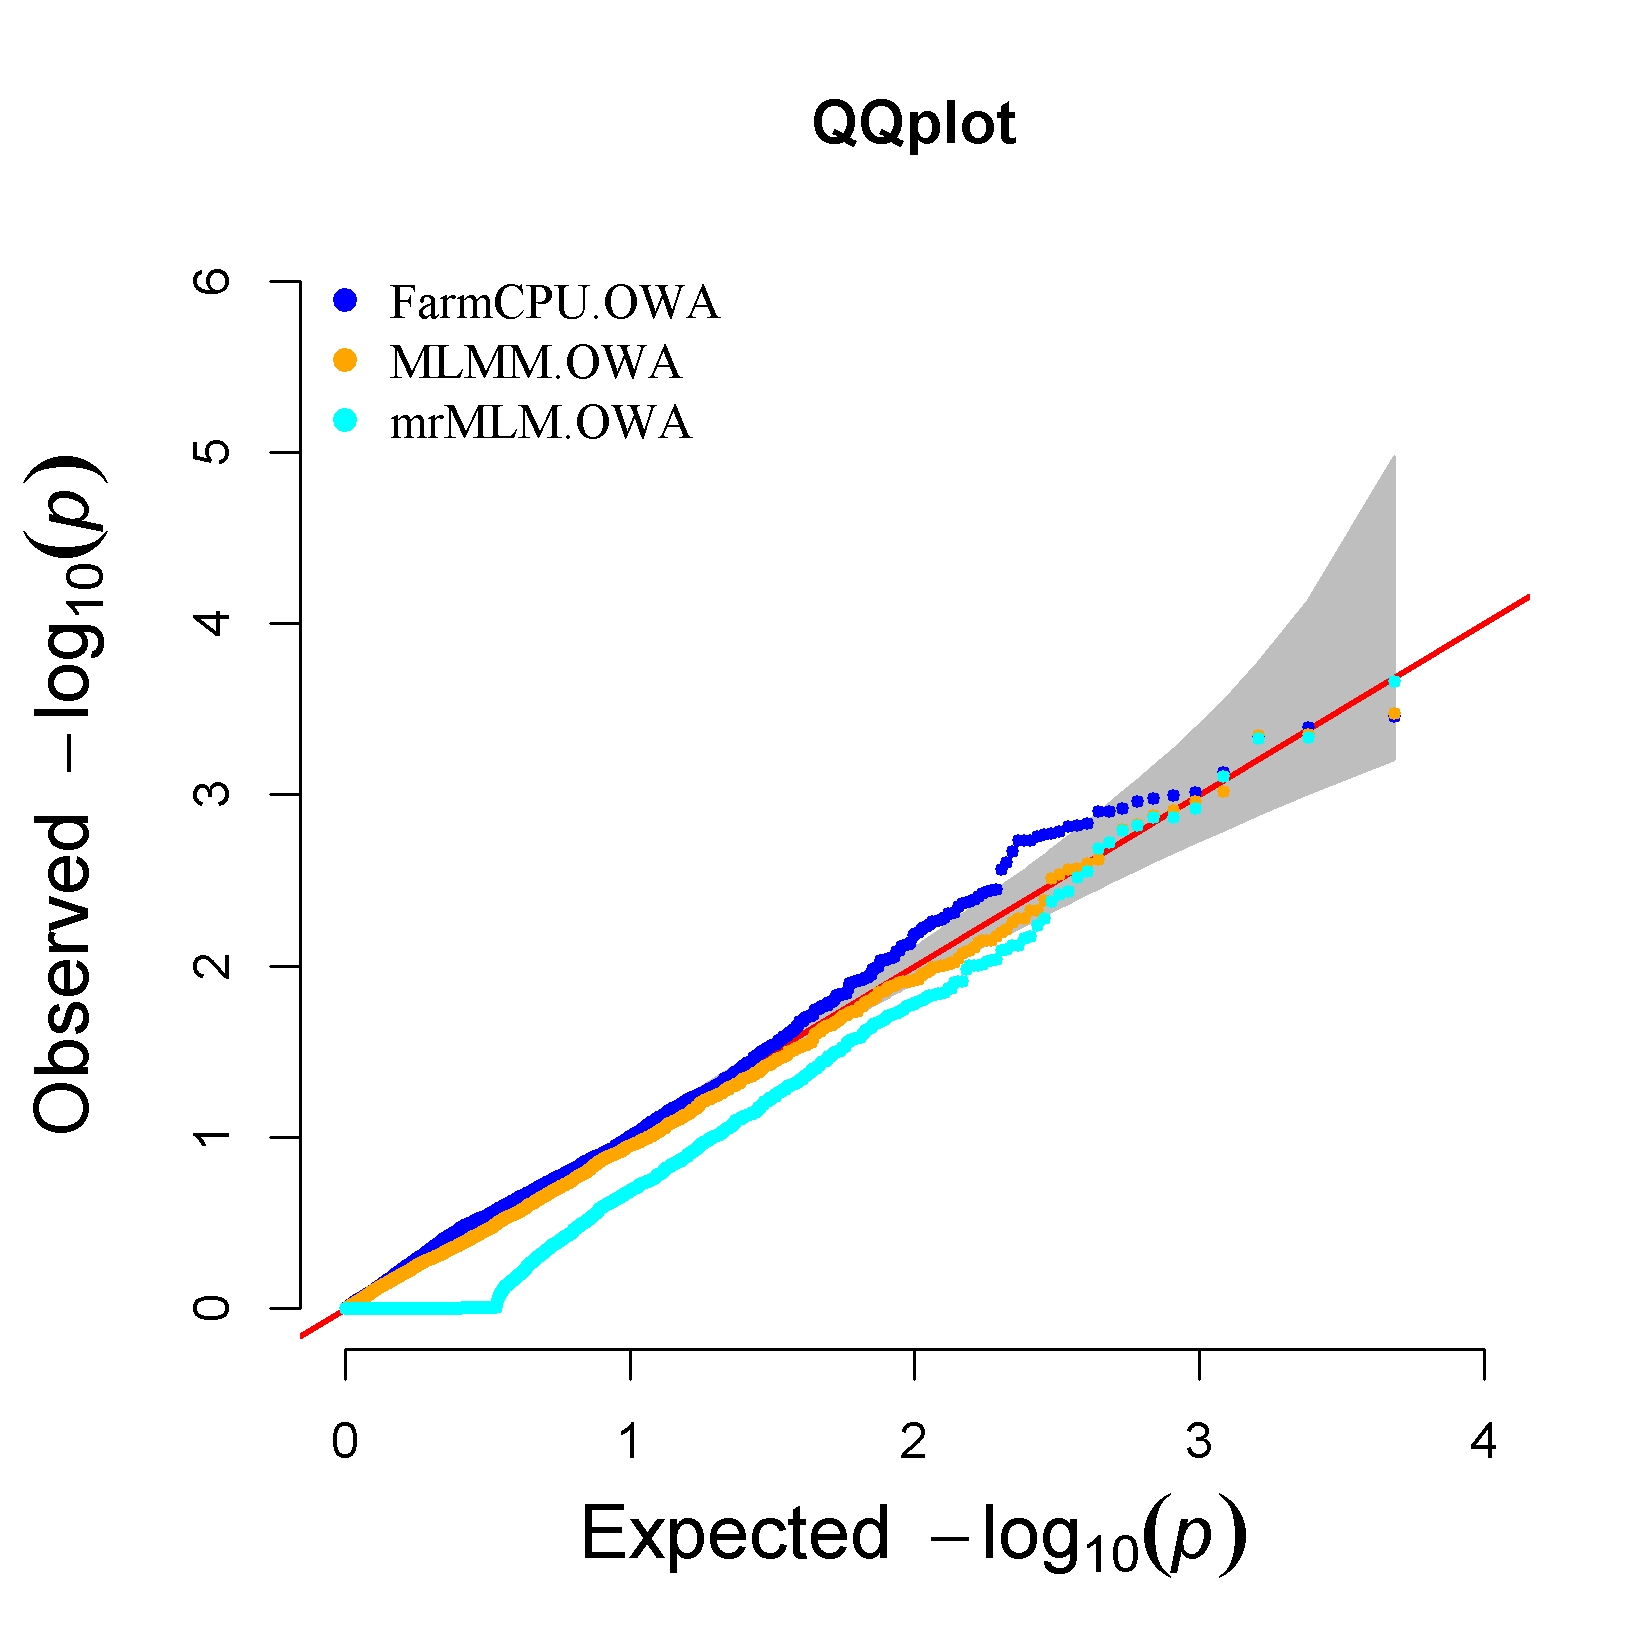 QQplot
FarmCPU.OWA
MLMM.OWA
mrMLM.OWA
Observed −log10(p)
6
5
4
3
2
1
0
0 1 2 3 4
Expected −log10(p)